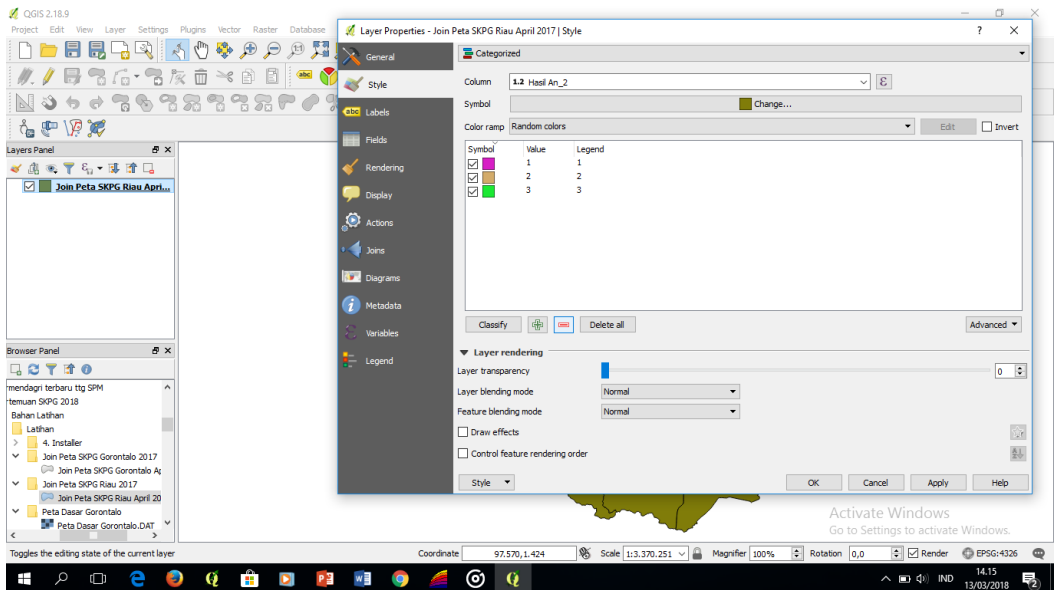 QGIS 2.18.9
Project Edit View Layer Settings Plugins Vector Raster Database
Layer Properties - Join Peta SKPG Riau April 2017 | Style
General
Style
Labels
Fields
Rendering
Display
Actions
Joins
Diagrams
Metadata
Variables
Legend
Categorized
Column 1.2 Hasil An_2
Symbol Change...
Color ramp Random colors Edit Invert
Symbol Value Legend
1 1
2 2
3 3
Classify Delete all Advanced
Layer rendering
Layer transparency 0
Layer blending mode Normal
Feature blending mode Normal
Draw effects
Control feature rendering order
Style OK Cancel Apply Help
Layers Panel
Join Peta SKPG Riau Apri...
Browser Panel
mendagri terbaru ttg SPM
temuan SKPG 2018
Bahan Latihan
Latihan
4. Installer
Join Peta SKPG Gorontalo 2017
Join Peta SKPG Gorontalo Ap
Join Peta SKPG Riau 2017
Join Peta SKPG Riau April 20
Peta Dasar Gorontalo
Peta Dasar Gorontalo.DAT
Activate Windows
Go to Settings to activate Windows.
Toggles the editing state of the current layer
Coordinate 97.570,1.424 Scale 1:3.370.251 Magnifier 100% Rotation 0,0 Render EPSG:4326
IND
14.15
13/03/2018